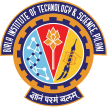 BIRLA INSTITUTE OF TECHNOLOGY & SCIENCE, PILANI
ज्ञानं परमं बलम्